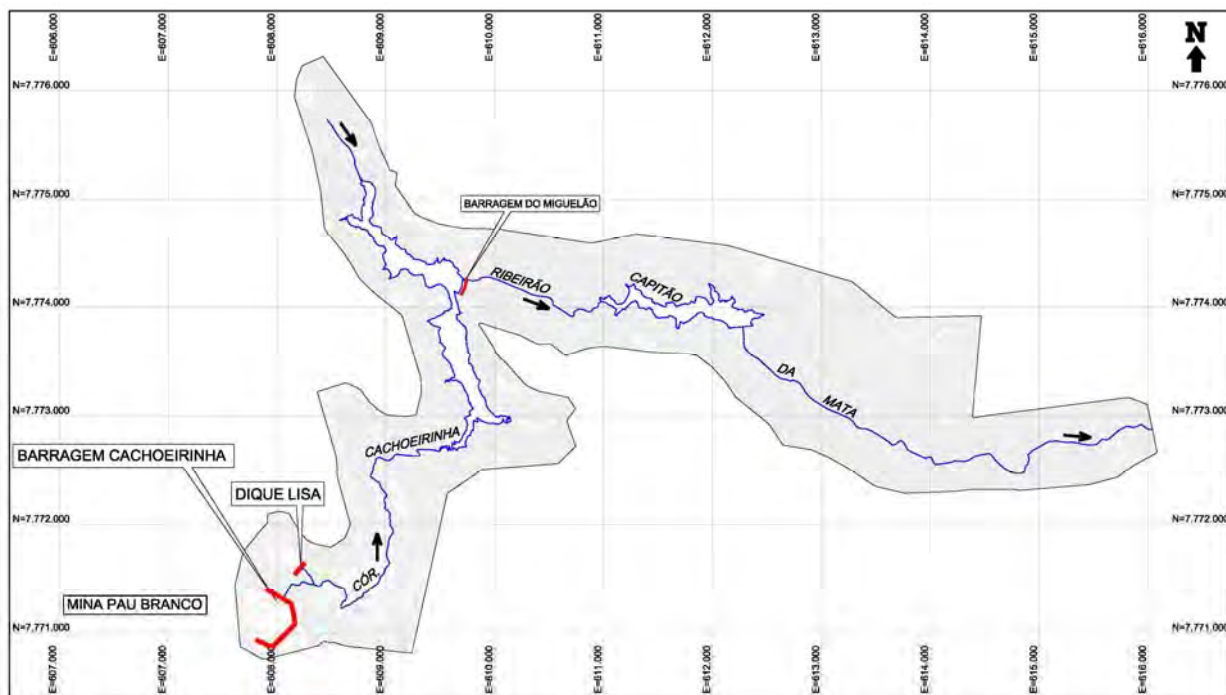 E=606.000 E=607.000 E=608.000 E=609.000 E=610.000 E=611.000 E=612.000 E=613.000 E=614.000 E=615.000 E=616.000
N
N=7.776.000 N=7.776.000
N=7.775.000 N=7.775.000
BARRAGEM DO MIGUELÃO
RIBEIRÃO
CAPITÃO
N=7.774.000 N=7.774.000
DA
MATA
N=7.773.000 N=7.773.000
CACHOEIRINHA
BARRAGEM CACHOEIRINHA
DIQUE LISA
N=7.772.000 N=7.772.000
CÓR.
MINA PAU BRANCO
N=7.771.000 N=7.771.000
E=607.000 E=607.000 E=608.000 E=609.000 E=610.000 E=611.000 E=612.000 E=613.000 E=614.000 E=615.000 E=616.000